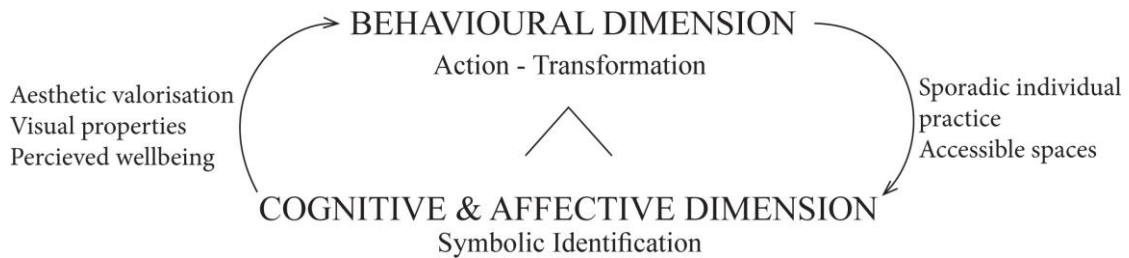 BEHAVIOURAL DIMENSION
Action - Transformation
Aesthetic valorisation
Visual properties
Percieved wellbeing
Sporadic individual
practice
Accessible spaces
COGNITIVE & AFFECTIVE DIMENSION
Symbolic Identification